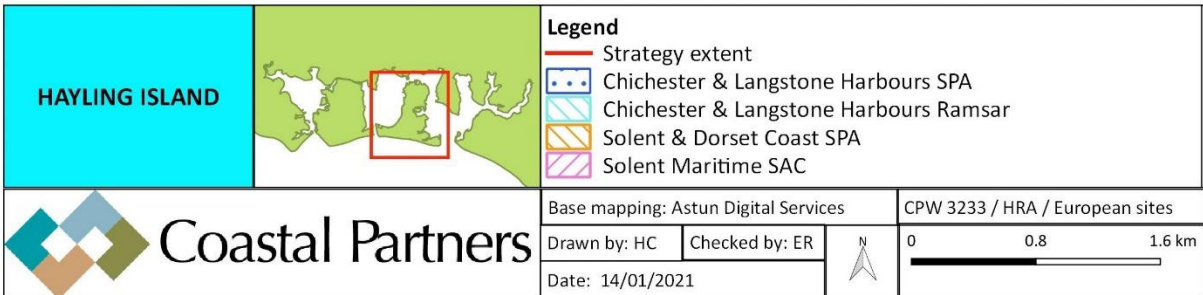 HAYLING ISLAND
Legend
Strategy extent
Chichester & Langstone Harbours SPA
Chichester & Langstone Harbours Ramsar
Solent & Dorset Coast SPA
Solent Maritime SAC
Coastal Partners
Base mapping: Astun Digital Services
CPW 3233 / HRA / European sites
Drawn by: HC
Checked by: ER
N
0 0.8 1.6 km
Date: 14/01/2021